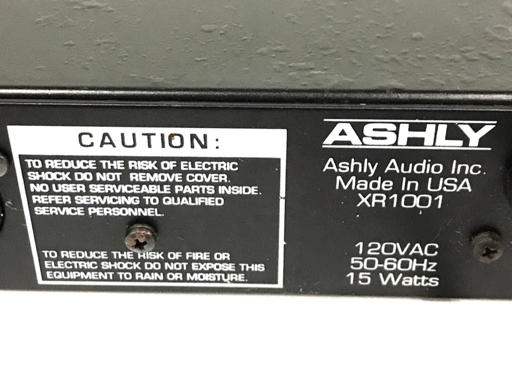 CAUTION:
TO REDUCE THE RISK OF ELECTRIC
SHOCK DO NOT REMOVE COVER.
NO USER SERVICEABLE PARTS INSIDE.
REFER SERVICING TO QUALIFIED
SERVICE PERSONNEL.
TO REDUCE THE RISK OF FIRE OR
ELECTRIC SHOCK DO NOT EXPOSE THIS
EQUIPMENT TO RAIN OR MOISTURE.
ASHLY
Ashly Audio Inc.
Made In USA
XR1001
120VAC
50-60Hz
15 Watts